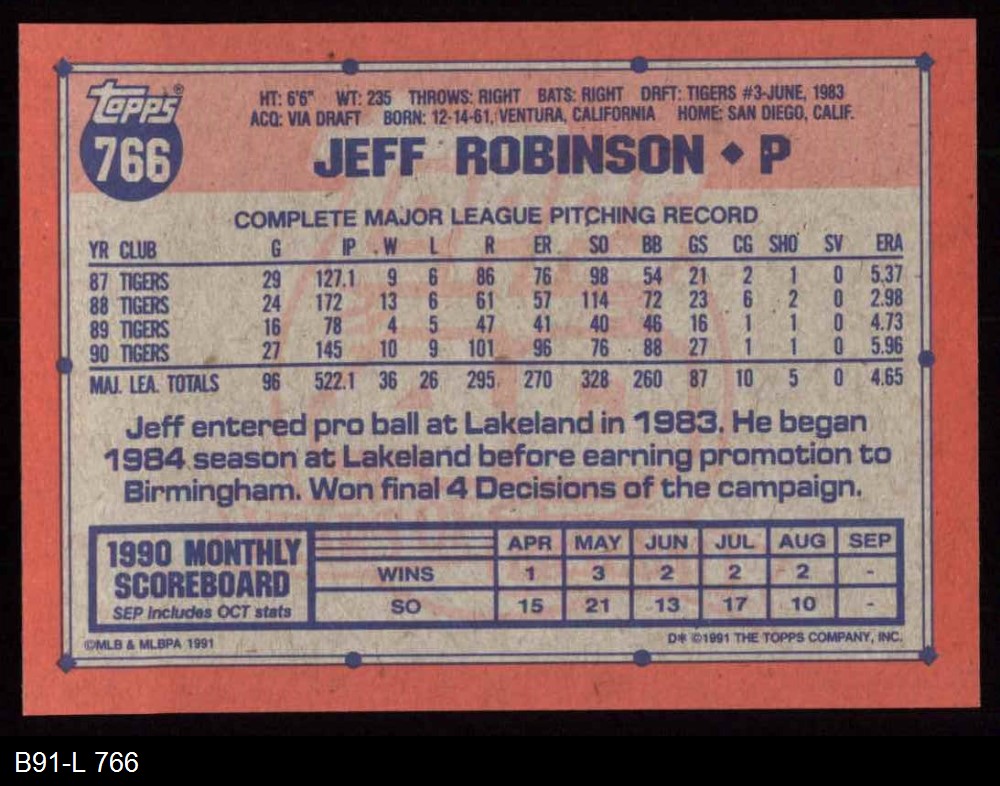 Topps®
766
HT: 6'6" WT: 235 THROWS: RIGHT BATS: RIGHT DRFT: TIGERS #3-JUNE, 1983
ACQ: VIA DRAFT BORN: 12-14-61, VENTURA, CALIFORNIA HOME: SAN DIEGO, CALIF.
JEFF ROBINSON ◆ P
COMPLETE MAJOR LEAGUE PITCHING RECORD
YR CLUB G IP W L R ER SO BB GS CG SHO SV ERA
87 TIGERS 29 127.1 9 6 86 76 98 54 21 2 1 0 5.37
88 TIGERS 24 172 13 6 61 57 114 72 23 6 2 0 2.98
89 TIGERS 16 78 4 5 47 41 40 46 16 1 1 0 4.73
90 TIGERS 27 145 10 9 101 96 76 88 27 1 1 0 5.96
MAJ. LEA. TOTALS 96 522.1 36 26 295 270 328 260 87 10 5 0 4.65
Jeff entered pro ball at Lakeland in 1983. He began
1984 season at Lakeland before earning promotion to
Birmingham. Won final 4 Decisions of the campaign.
1990 MONTHLY
SCOREBOARD
SEP includes OCT stats
APR MAY JUN JUL AUG SEP
WINS 1 3 2 2 2 -
SO 15 21 13 17 10 -
©MLB & MLBPA 1991
D* ©1991 THE TOPPS COMPANY, INC.
B91-L 766